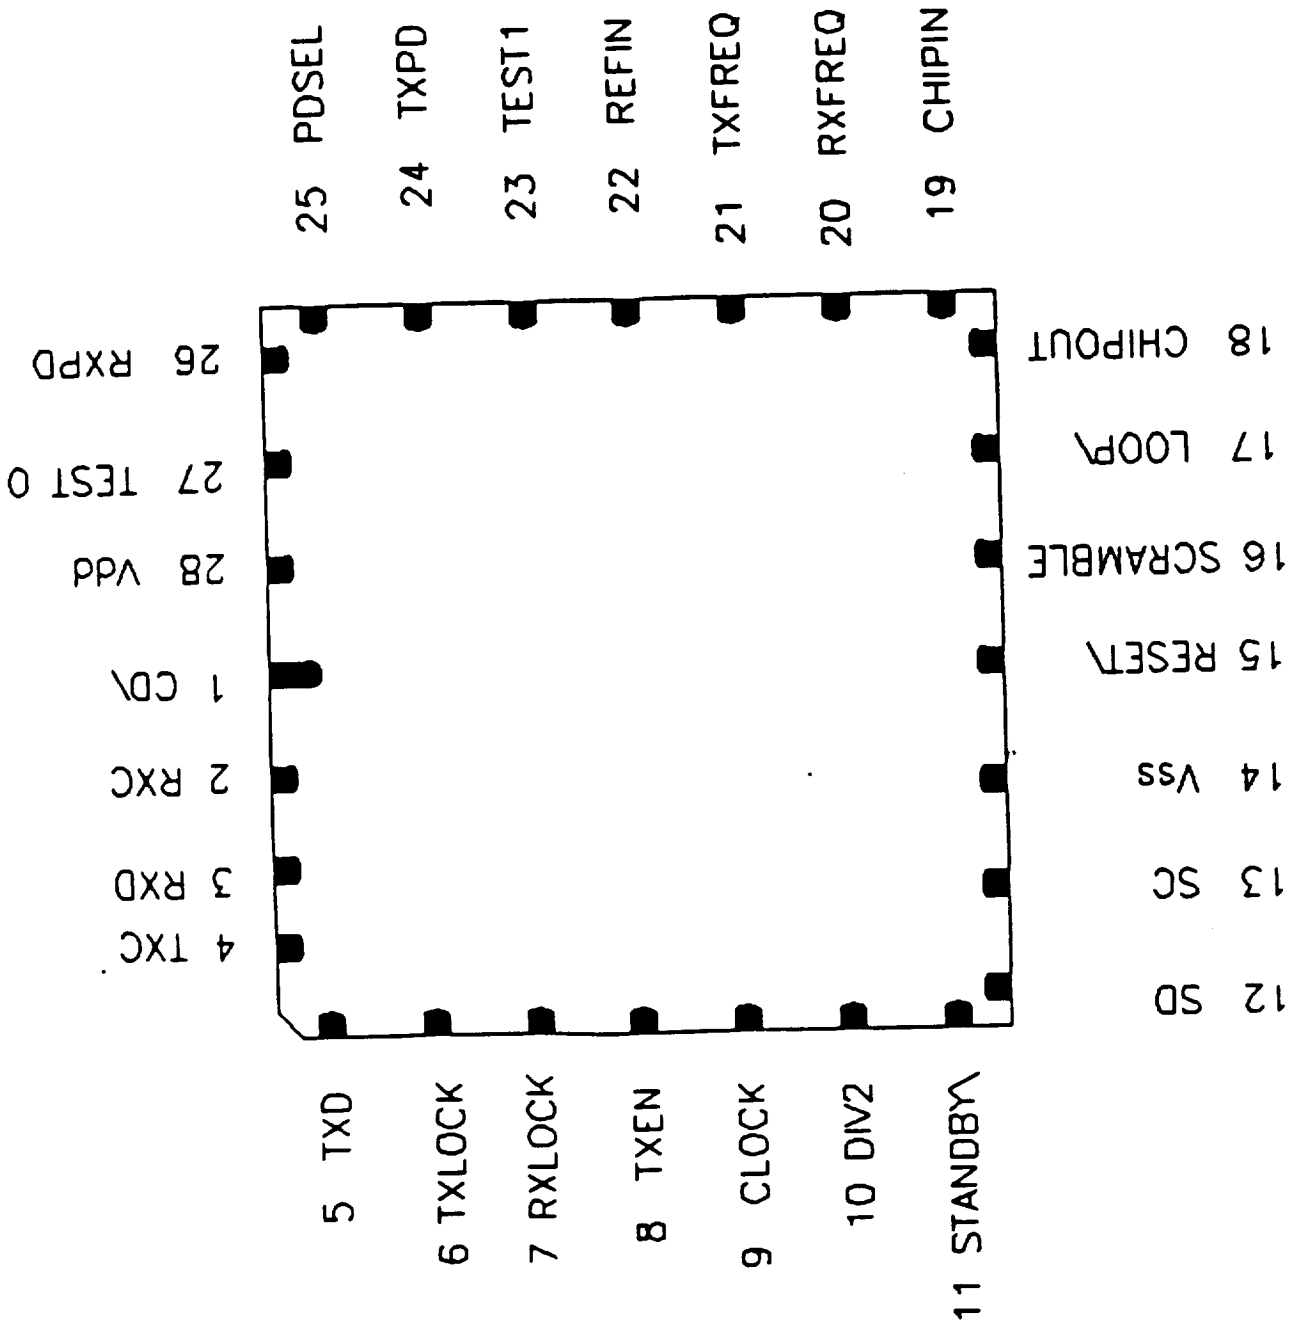 1 CD\
2 RXC
3 RXD
4 TXC
5 TXD
6 TXLOCK
7 RXLOCK
8 TXEN
9 CLOCK
10 DIV2
11 STANDBY\
12 SD
13 SC
14 Vss
15 RESET\
16 SCRAMBLE
17 LOOP\
18 CHIPOUT
19 CHIPIN
20 RXFREQ
21 TXFREQ
22 REFIN
23 TEST1
24 TXPD
25 PDSEL
26 RXPD
27 TEST 0
28 Vdd